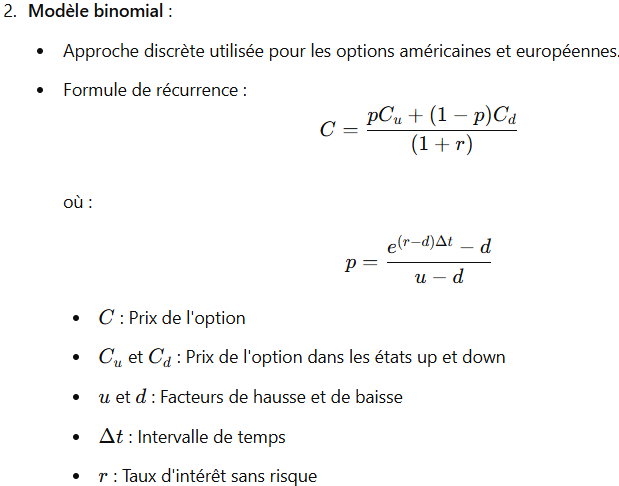 2. Modèle binomial :
• Approche discrète utilisée pour les options américaines et européennes.
• Formule de récurrence :
C = \frac{pC_u + (1 - p)C_d}{(1 + r)}
où :
p = \frac{e^{(r-d)\Delta t} - d}{u - d}
• C : Prix de l'option
• C_u et C_d : Prix de l'option dans les états up et down
• u et d : Facteurs de hausse et de baisse
• Δt : Intervalle de temps
• r : Taux d'intérêt sans risque